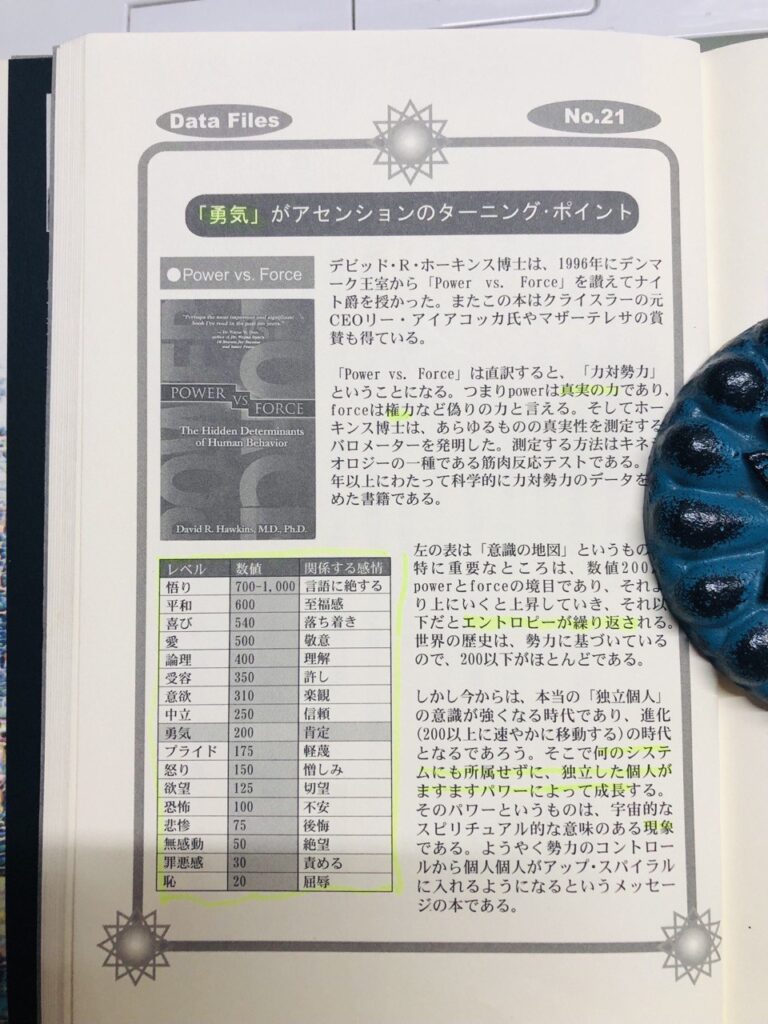 Data Files
No.21
「勇気」がアセンションのターニング・ポイント
●Power vs. Force
"Perhaps the most important and significant
book I've read in the past ten years."
POWER
VS
FORCE
The Hidden Determinants
of Human Behavior
David R. Hawkins, M.D., Ph.D.
デビッド・R・ホーキンス博士は、1996年にデンマ
ーク王室から「Power vs. Force」を讃えてナイ
ト爵を授かった。またこの本はクライスラーの元
CEOリー・アイアコッカ氏やマザーテレサの賞
賛も得ている。
「Power vs. Force」は直訳すると、「力対勢力」
ということになる。つまりpowerは真実の力であり、
forceは権力など偽りの力と言える。そしてホー
キンス博士は、あらゆるものの真実性を測定する
バロメーターを発明した。測定する方法はキネシ
オロジーの一種である筋肉反応テストである。
年以上にわたって科学的に力対勢力のデータを
めた書籍である。
レベル 数値 関係する感情
悟り 700-1,000 言語に絶する
平和 600 至福感
喜び 540 落ち着き
愛 500 敬意
論理 400 理解
受容 350 許し
意欲 310 楽観
中立 250 信頼
勇気 200 肯定
プライド 175 軽蔑
怒り 150 憎しみ
欲望 125 切望
恐怖 100 不安
悲惨 75 後悔
無感動 50 絶望
罪悪感 30 責める
恥 20 屈辱
左の表は「意識の地図」というもの
特に重要なところは、数値200
powerとforceの境目であり、それよ
り上にいくと上昇していき、それ以
下だとエントロピーが繰り返される。
世界の歴史は、勢力に基づいている
ので、200以下がほとんどである。
しかし今からは、本当の「独立個人」
の意識が強くなる時代であり、進化
(200以上に速やかに移動する)の時代
となるであろう。そこで何のシステ
ムにも所属せずに、独立した個人が
ますますパワーによって成長する。
そのパワーというものは、宇宙的な
スピリチュアル的な意味のある現象
である。ようやく勢力のコントロー
ルから個人個人がアップ・スパイラル
に入れるようになるというメッセー
ジの本である。